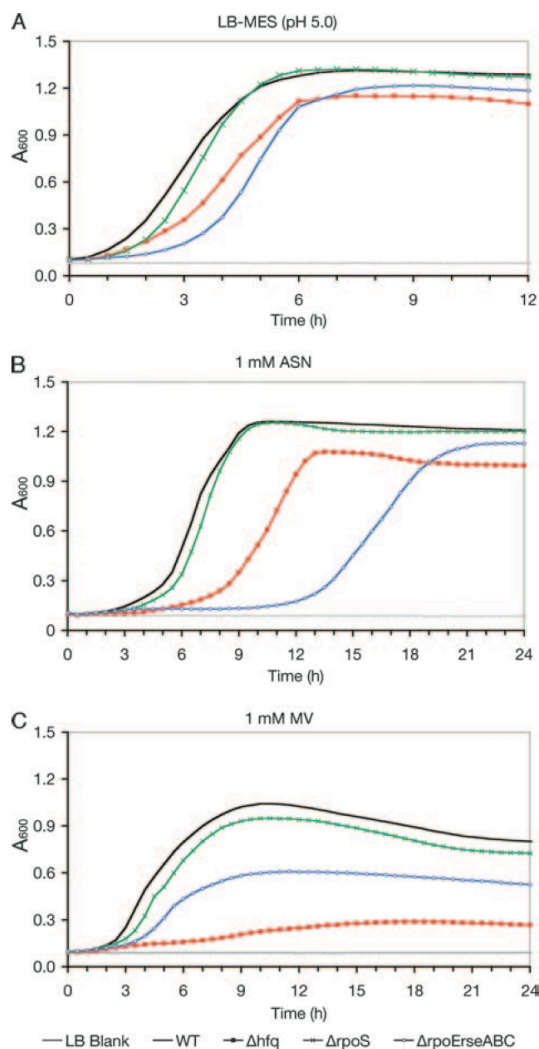 A
LB-MES (pH 5.0)
1.5
1.2
0.9
0.6
0.3
0.0
A600
0 3 6 9 12
Time (h)
B
1 mM ASN
1.5
1.2
0.9
0.6
0.3
0
A600
0 3 6 9 12 15 18 21 24
Time (h)
C
1 mM MV
1.5
1.2
0.9
0.6
0.3
0.0
A600
0 3 6 9 12 15 18 21 24
Time (h)
LB Blank WT Δhfq ΔrpoS ΔrpoErseABC